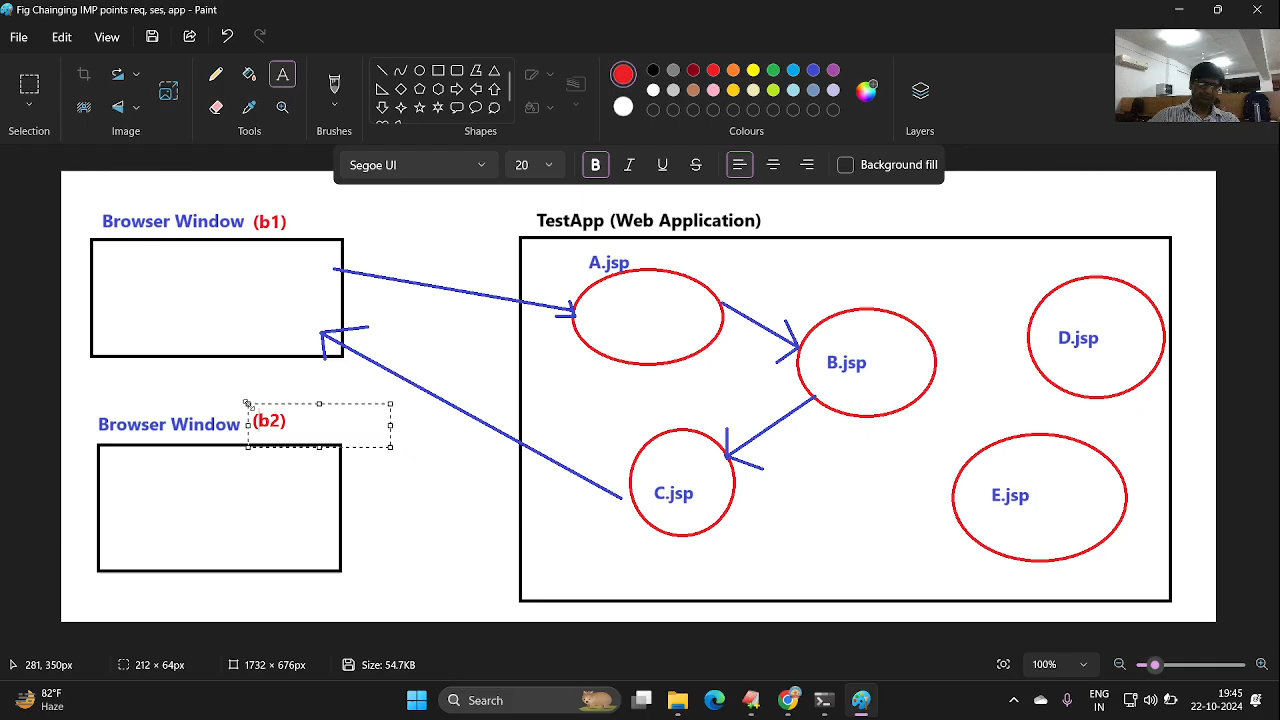 Fig Chainging IMP points req, ses, app - Paint
File Edit View
Selection Image Tools Brushes Shapes Colours Layers
Segoe UI 20 B I U S Background fill
Browser Window (b1)
TestApp (Web Application)
A.jsp
B.jsp
D.jsp
Browser Window (b2)
C.jsp
E.jsp
281, 350px 212 × 64px 1732 × 676px Size: 54.7KB 100%
82°F
Haze
Search
ENG
IN
19:45
22-10-2024